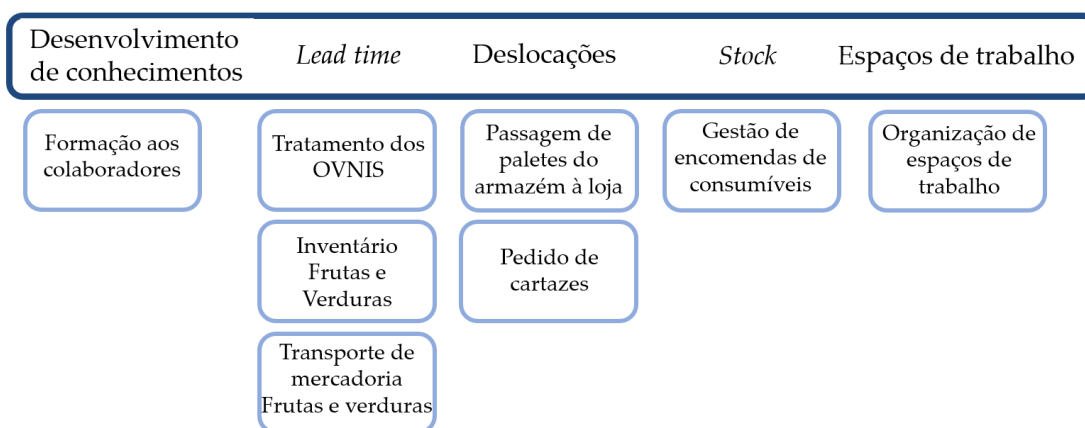 Desenvolvimento
de conhecimentos
Lead time
Deslocações
Stock
Espaços de trabalho
Formação aos
colaboradores
Tratamento dos
OVNIS
Passagem de
paletes do
armazém à loja
Gestão de
encomendas de
consumíveis
Organização de
espaços de
trabalho
Inventário
Frutas e
Verduras
Pedido de
cartazes
Transporte de
mercadoria
Frutas e verduras